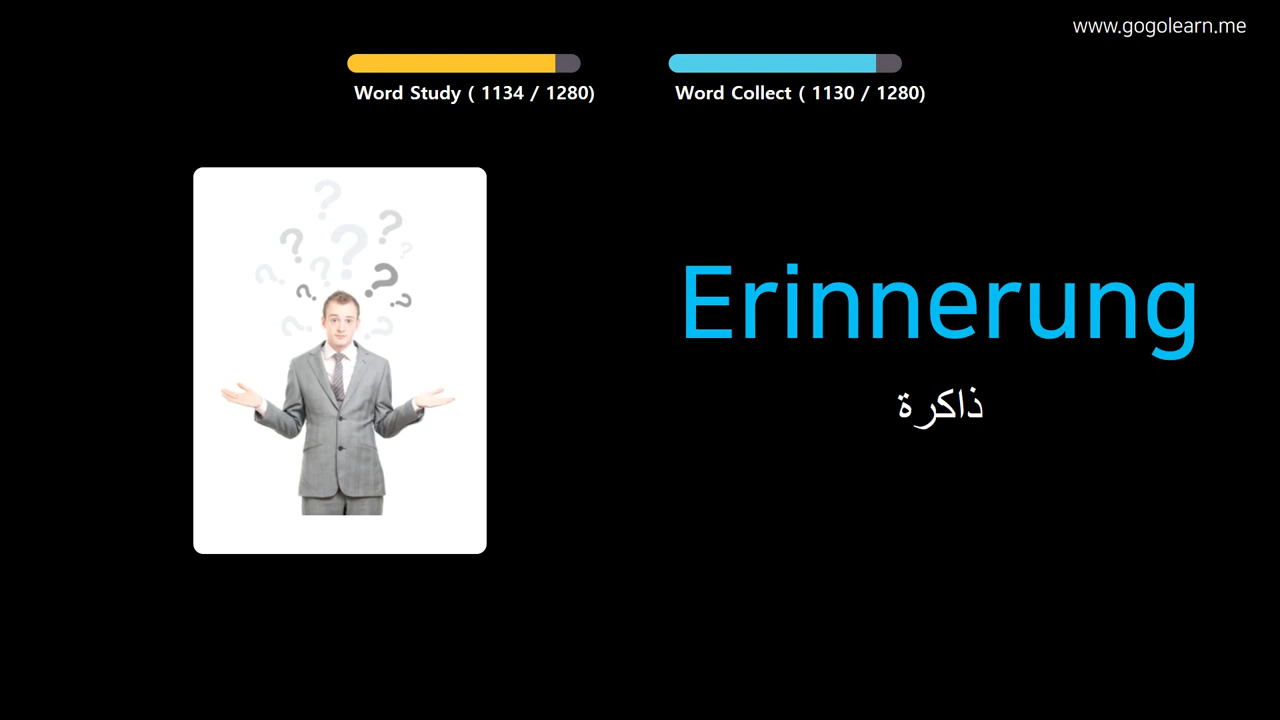 www.gogolearn.me
Word Study ( 1134 / 1280)
Word Collect ( 1130 / 1280)
Erinnerung
ذاكرة